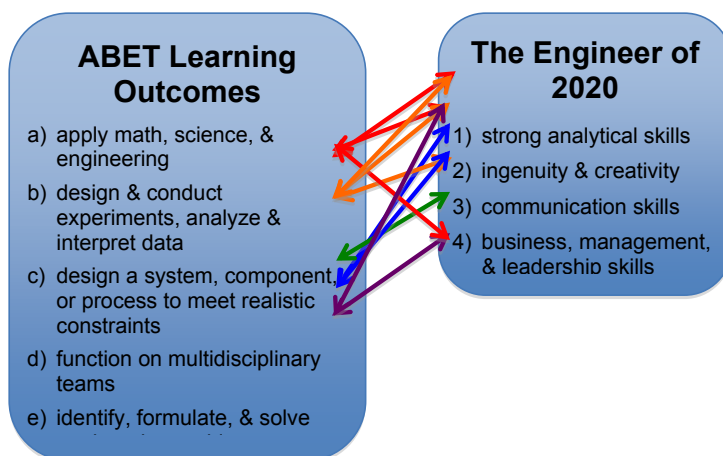 ABET Learning
Outcomes
a) apply math, science, &
engineering
b) design & conduct
experiments, analyze &
interpret data
c) design a system, component,
or process to meet realistic
constraints
d) function on multidisciplinary
teams
e) identify, formulate, & solve
The Engineer of
2020
1) strong analytical skills
2) ingenuity & creativity
3) communication skills
4) business, management,
& leadership skills